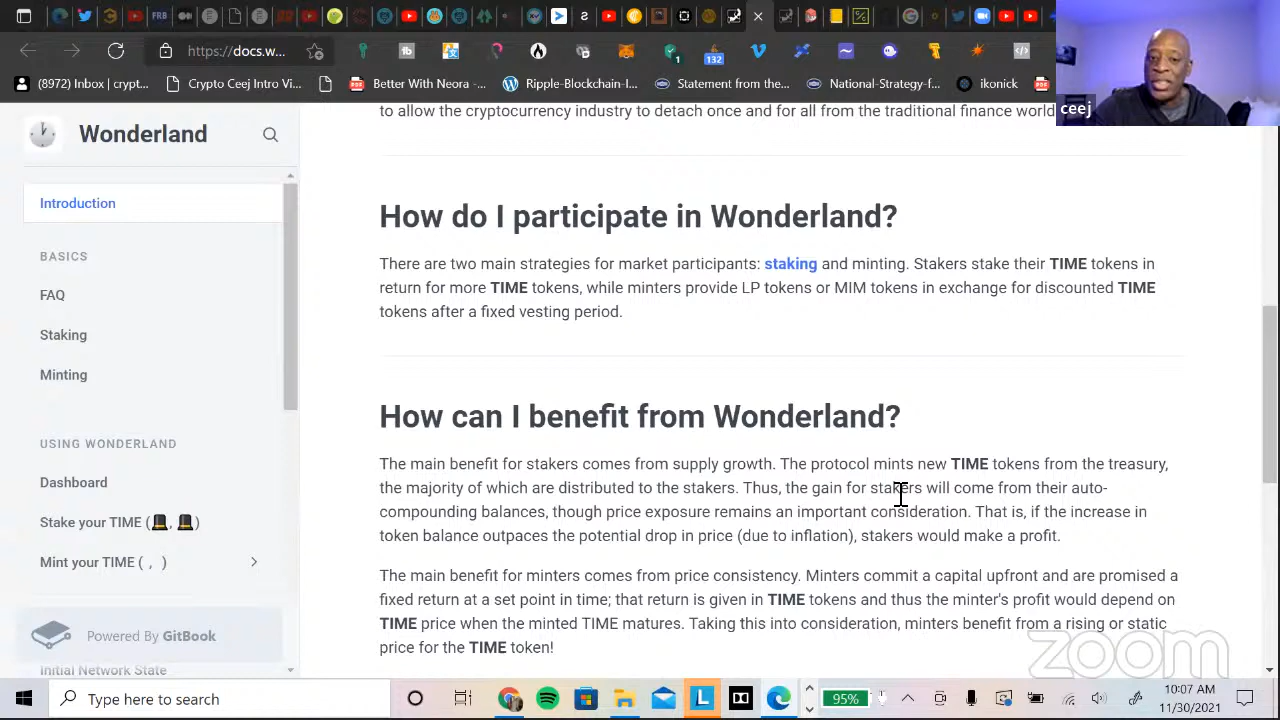 https://docs.w...
132
(8972) Inbox | crypt...
Crypto Ceej Intro Vi...
PDF
Better With Neora -...
Ripple-Blockchain-I...
Statement from the...
PDF
National-Strategy-f...
ikonick
PDF
ceej
to allow the cryptocurrency industry to detach once and for all from the traditional finance world
Wonderland
Introduction
BASICS
FAQ
Staking
Minting
USING WONDERLAND
Dashboard
Stake your TIME (🎩, 🎩)
Mint your TIME ( , )
Powered By GitBook
Initial Network State
How do I participate in Wonderland?
There are two main strategies for market participants: staking and minting. Stakers stake their TIME tokens in
return for more TIME tokens, while minters provide LP tokens or MIM tokens in exchange for discounted TIME
tokens after a fixed vesting period.
How can I benefit from Wonderland?
The main benefit for stakers comes from supply growth. The protocol mints new TIME tokens from the treasury,
the majority of which are distributed to the stakers. Thus, the gain for stakers will come from their auto-
compounding balances, though price exposure remains an important consideration. That is, if the increase in
token balance outpaces the potential drop in price (due to inflation), stakers would make a profit.
The main benefit for minters comes from price consistency. Minters commit a capital upfront and are promised a
fixed return at a set point in time; that return is given in TIME tokens and thus the minter's profit would depend on
TIME price when the minted TIME matures. Taking this into consideration, minters benefit from a rising or static
price for the TIME token!
zoom
Type here to search
L
95%
10:07 AM
11/30/2021